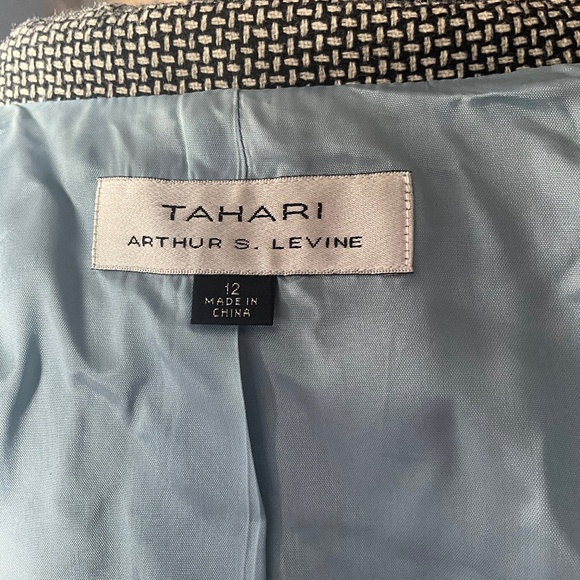 TAHARI
ARTHUR S. LEVINE
12
MADE IN
CHINA